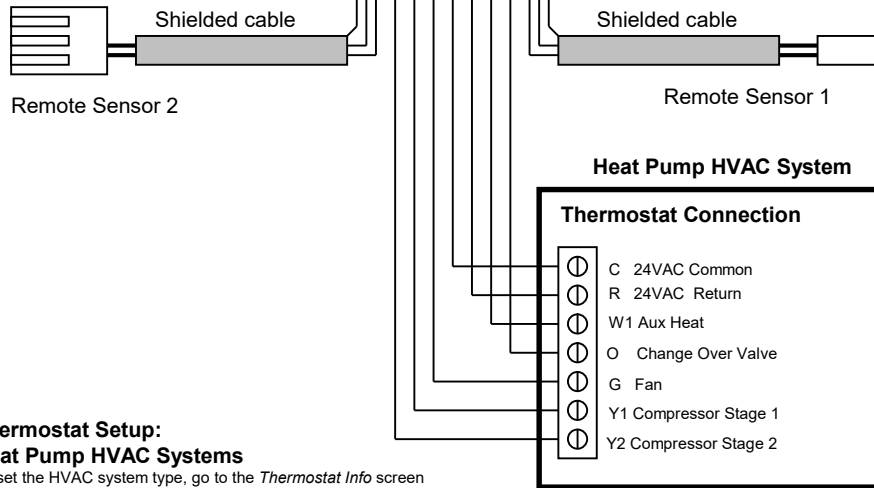 Shielded cable
Shielded cable
Remote Sensor 2
Remote Sensor 1
Heat Pump HVAC System
Thermostat Connection
C 24VAC Common
R 24VAC Return
W1 Aux Heat
O Change Over Valve
G Fan
Y1 Compressor Stage 1
Y2 Compressor Stage 2
ermostat Setup:
at Pump HVAC Systems
set the HVAC system type, go to the Thermostat Info screen